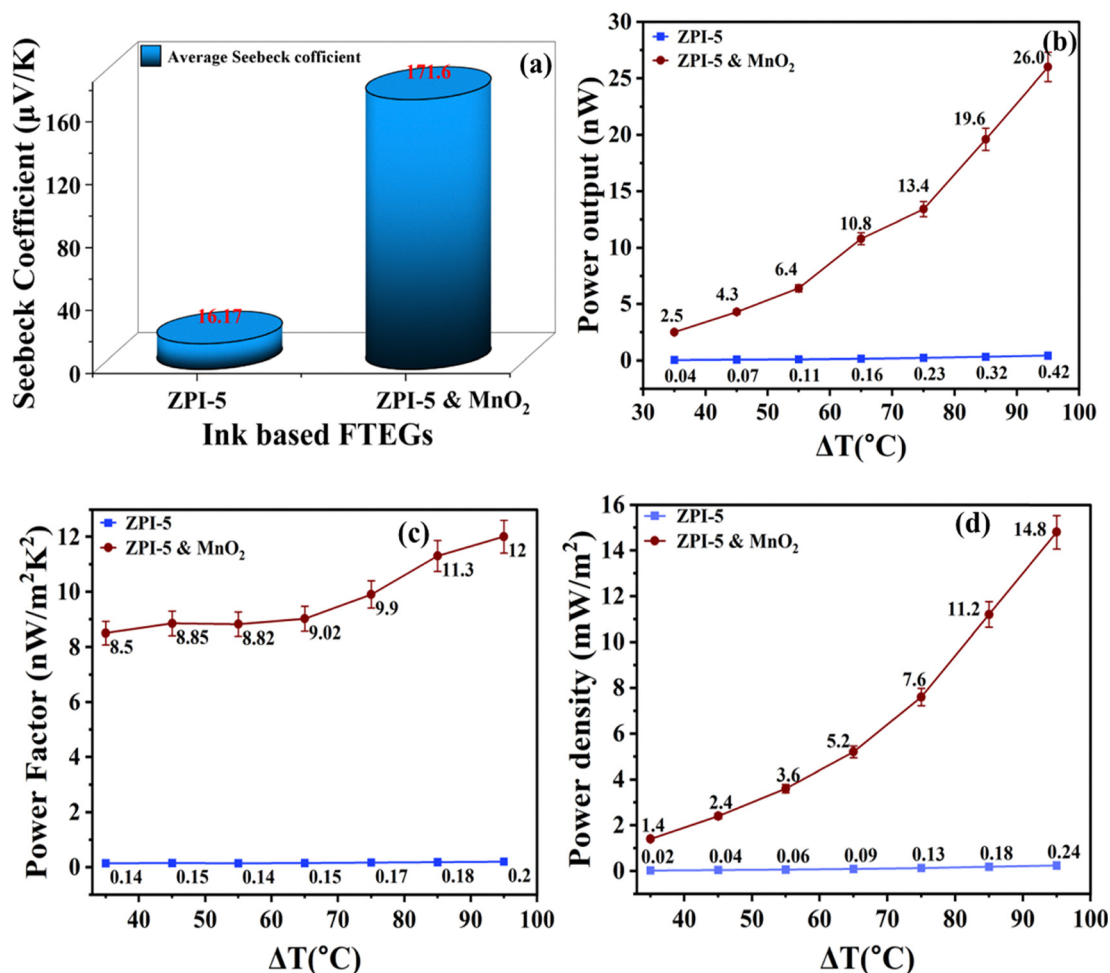 (a)
Average Seebeck cofficient
Seebeck Coefficient (µV/K)
160
120
80
40
0
16.17
171.6
ZPI-5
ZPI-5 & MnO₂
Ink based FTEGs
(b)
ZPI-5
ZPI-5 & MnO₂
Power output (nW)
30
25
20
15
10
5
0
2.5
4.3
6.4
10.8
13.4
19.6
26.0
0.04 0.07 0.11 0.16 0.23 0.32 0.42
30 40 50 60 70 80 90 100
ΔT(°C)
(c)
ZPI-5
ZPI-5 & MnO₂
Power Factor (nW/m²K²)
12
10
8
6
4
2
0
8.5
8.85
8.82
9.02
9.9
11.3
12
0.14 0.15 0.14 0.15 0.17 0.18 0.2
40 50 60 70 80 90 100
ΔT(°C)
(d)
ZPI-5
ZPI-5 & MnO₂
Power density (mW/m²)
16
14
12
10
8
6
4
2
0
1.4
2.4
3.6
5.2
7.6
11.2
14.8
0.02 0.04 0.06 0.09 0.13 0.18 0.24
40 50 60 70 80 90 100
ΔT(°C)